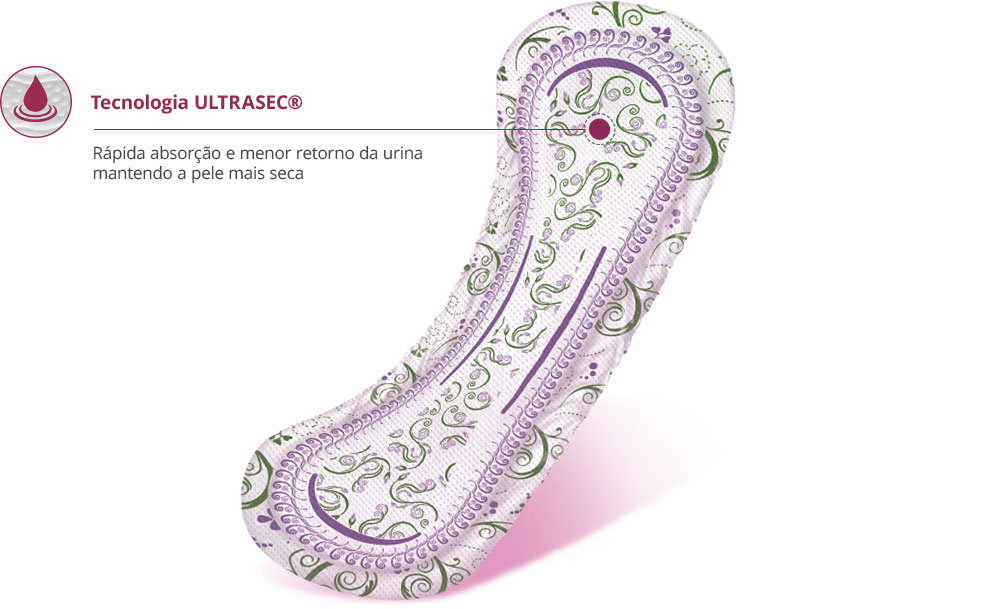 Tecnologia ULTRASEC®
Rápida absorção e menor retorno da urina
mantendo a pele mais seca